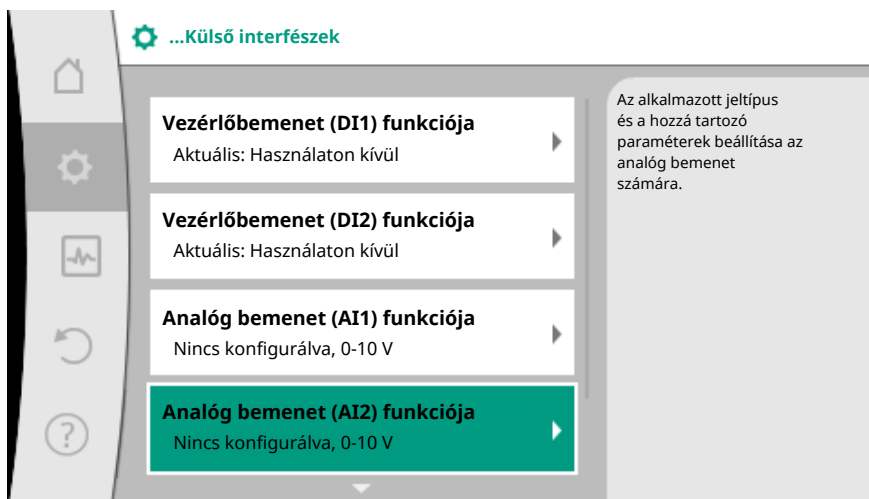 ...Külső interfészek
Vezérlőbemenet (DI1) funkciója
Aktuális: Használaton kívül
Vezérlőbemenet (DI2) funkciója
Aktuális: Használaton kívül
Analóg bemenet (AI1) funkciója
Nincs konfigurálva, 0-10 V
Analóg bemenet (AI2) funkciója
Nincs konfigurálva, 0-10 V
Az alkalmazott jeltípus
és a hozzá tartozó
paraméterek beállítása az
analóg bemenet
számára.